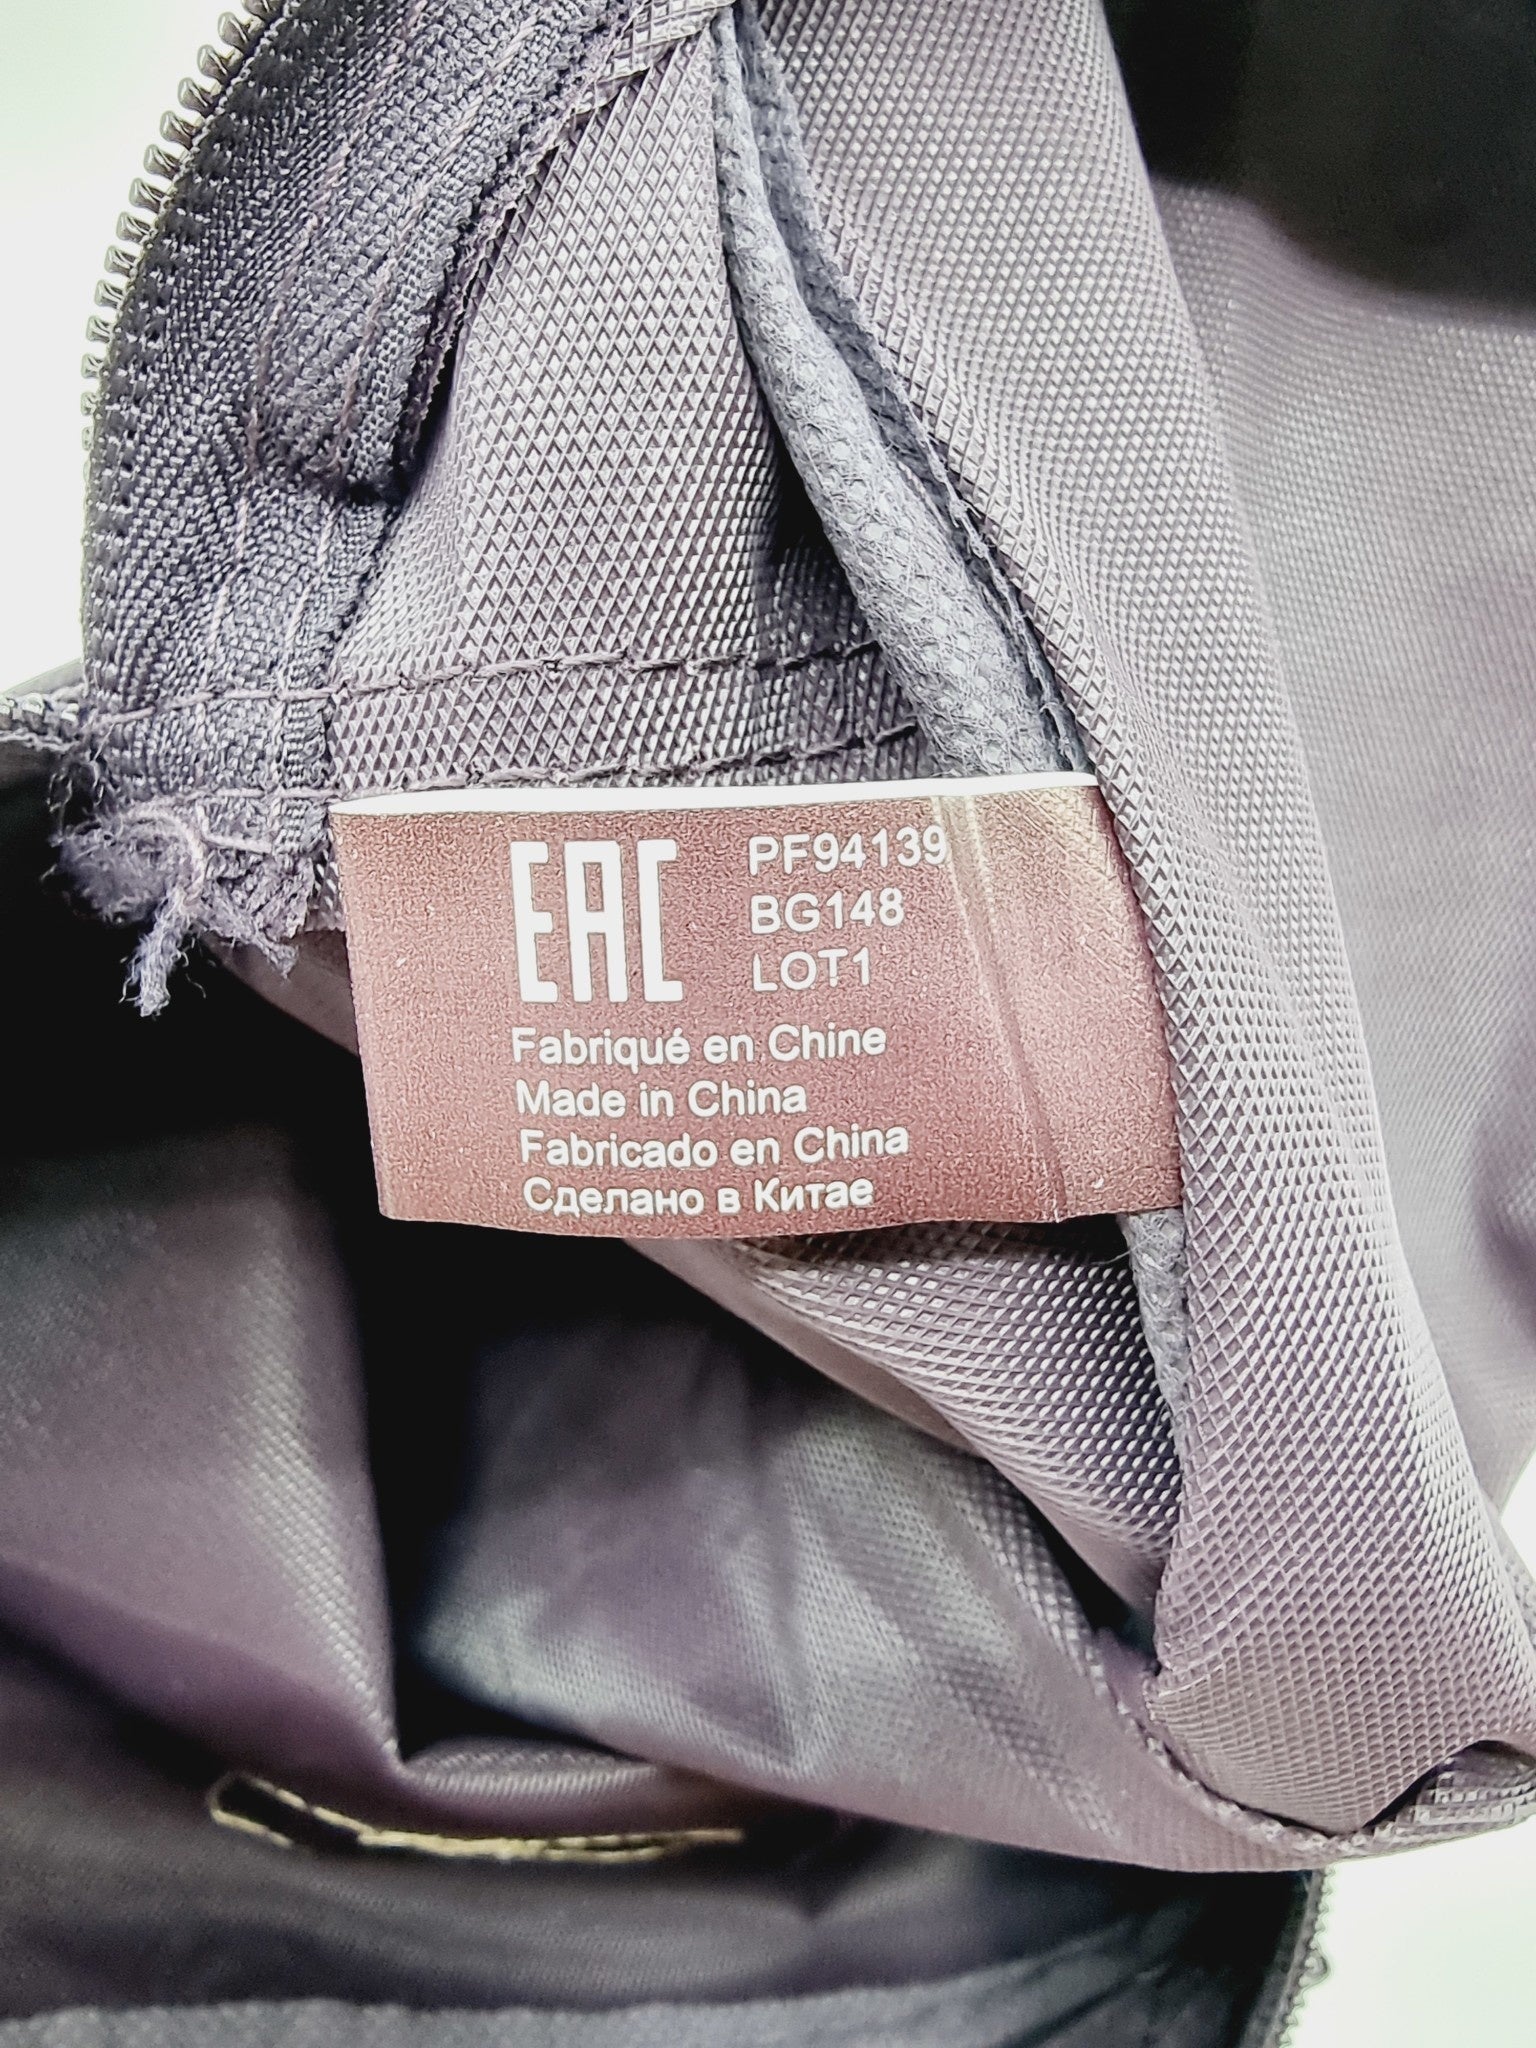 EAC
PF94139
BG148
LOT1
Fabriqué en Chine
Made in China
Fabricado en China
Сделано в Китае